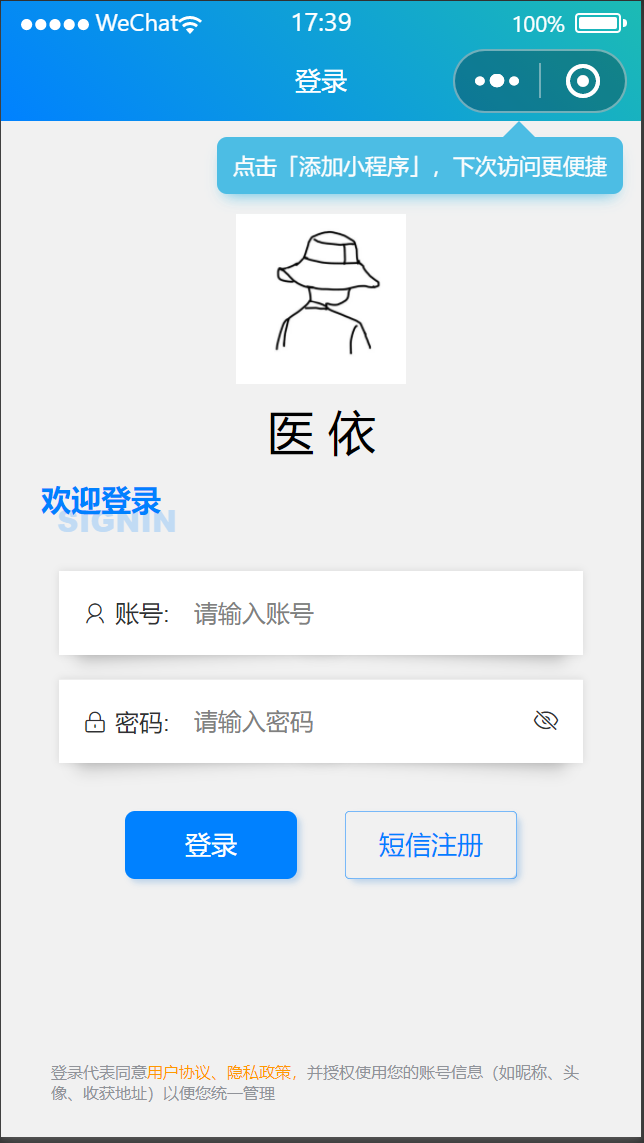 ●●●●● WeChat 17:39 100%
登录
点击「添加小程序」，下次访问更便捷
医 依
欢迎登录
SIGNIN
账号: 请输入账号
密码: 请输入密码
登录 短信注册
登录代表同意用户协议、隐私政策，并授权使用您的账号信息（如昵称、头
像、收获地址）以便您统一管理